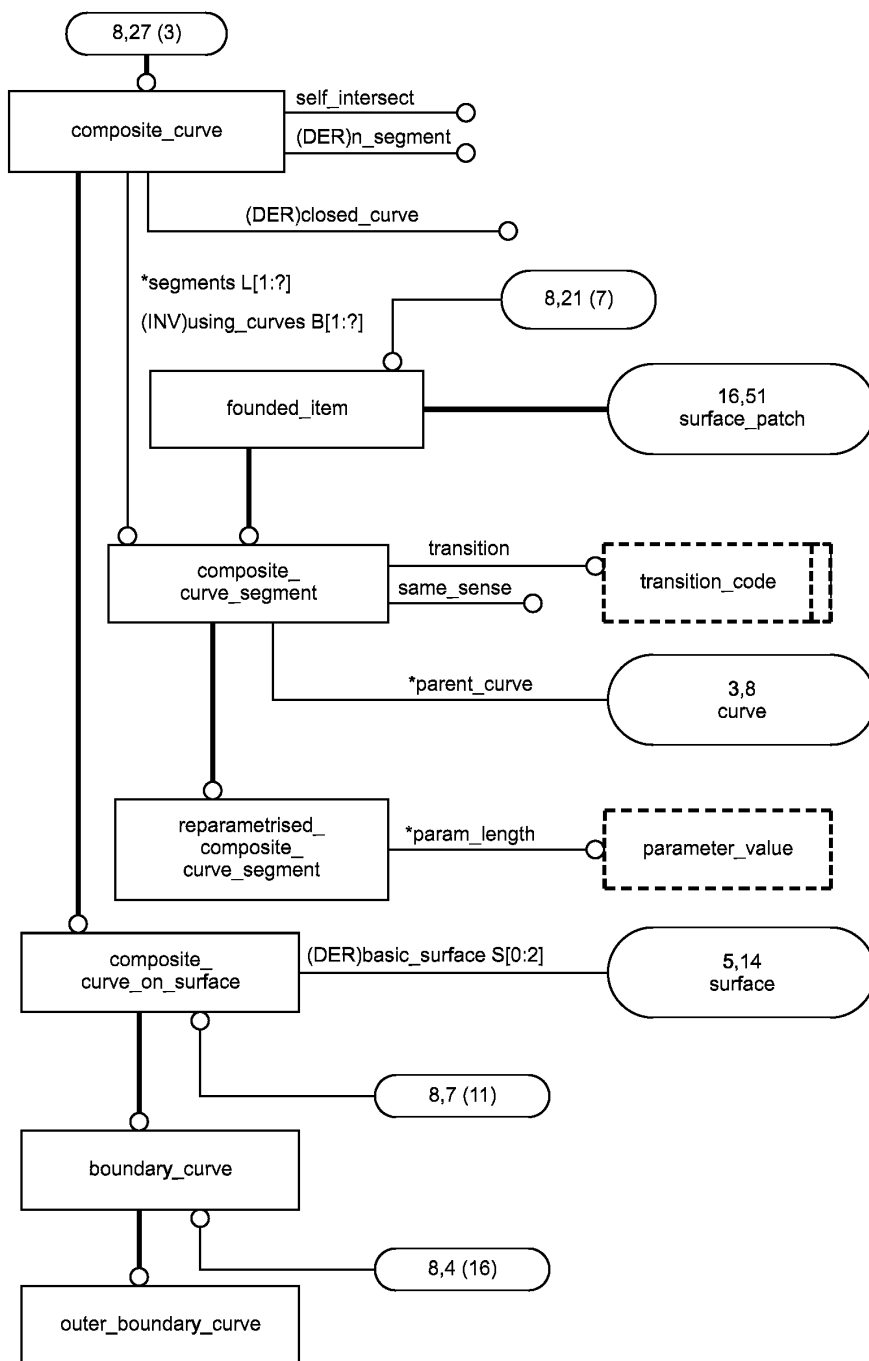 8,27 (3)
self_intersect
composite_curve
(DER)n_segment
(DER)closed_curve
*segments L[1:?]
8,21 (7)
(INV)using_curves B[1:?]
founded_item
16,51
surface_patch
transition
composite_
curve_segment
transition_code
same_sense
*parent_curve
3,8
curve
reparametrised_
composite_
curve_segment
*param_length
parameter_value
composite_
curve_on_surface
(DER)basic_surface S[0:2]
5,14
surface
8,7 (11)
boundary_curve
8,4 (16)
outer_boundary_curve